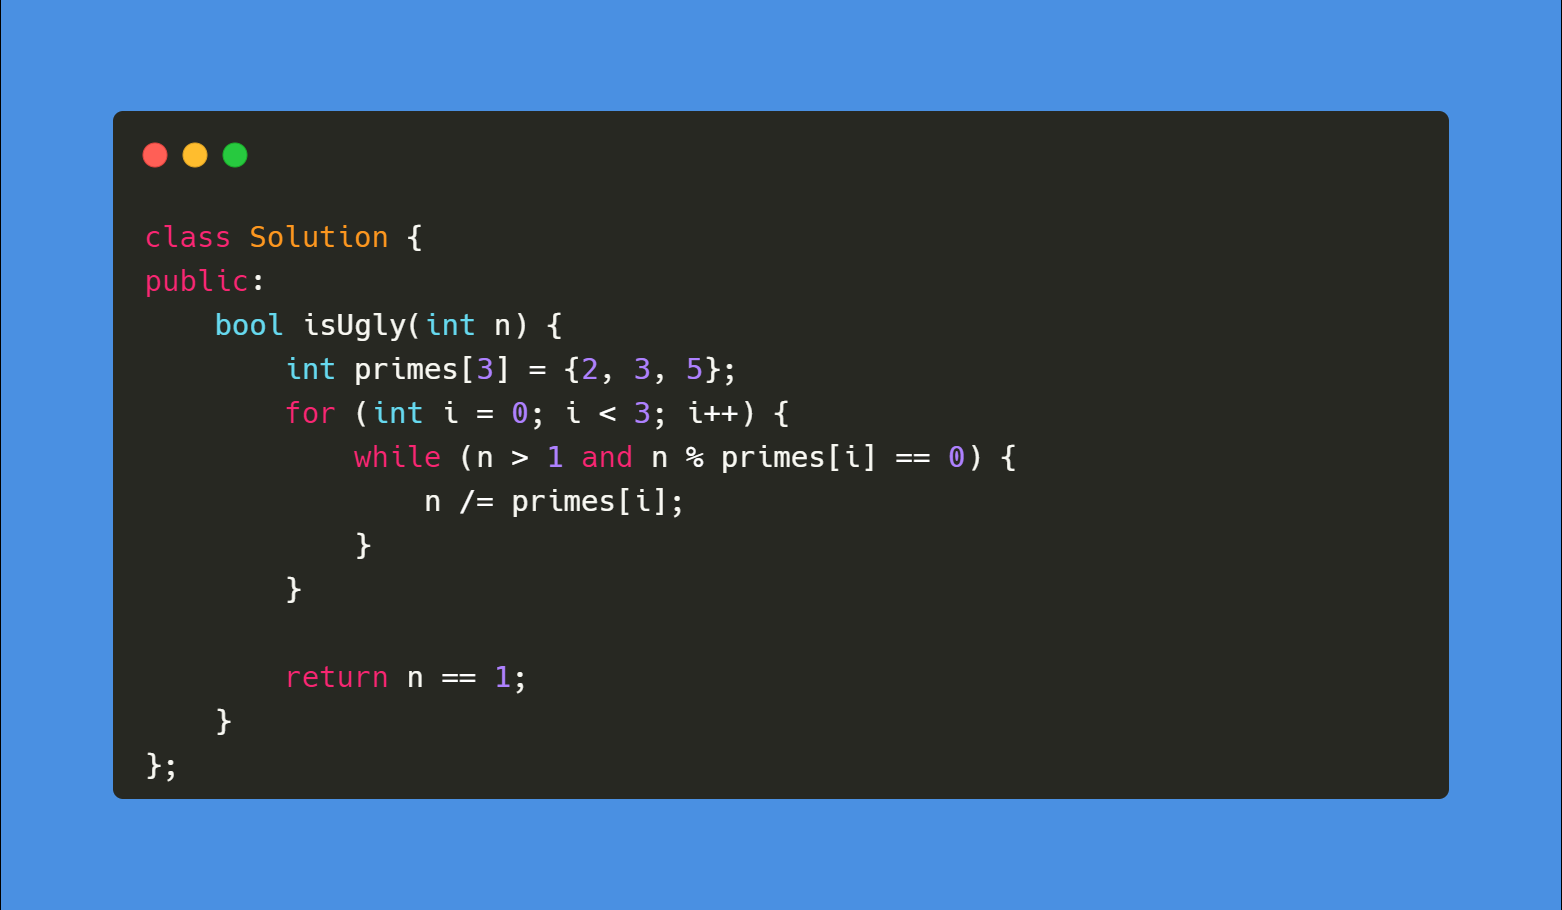 class Solution {
public:
    bool isUgly(int n) {
        int primes[3] = {2, 3, 5};
        for (int i = 0; i < 3; i++) {
            while (n > 1 and n % primes[i] == 0) {
                n /= primes[i];
            }
        }

        return n == 1;
    }
};